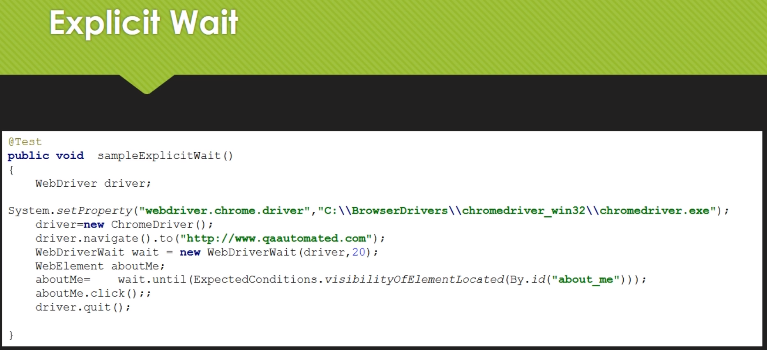 Explicit Wait
@Test
public void sampleExplicitWait()
{
WebDriver driver;
System.setProperty("webdriver.chrome.driver","C:\\BrowserDrivers\\chromedriver_win32\\chromedriver.exe");
driver=new ChromeDriver();
driver.navigate().to("http://www.qaautomated.com");
WebDriverWait wait = new WebDriverWait(driver,20);
WebElement aboutMe;
aboutMe= wait.until(ExpectedConditions.visibilityOfElementLocated(By.id("about_me")));
aboutMe.click();;
driver.quit();
}